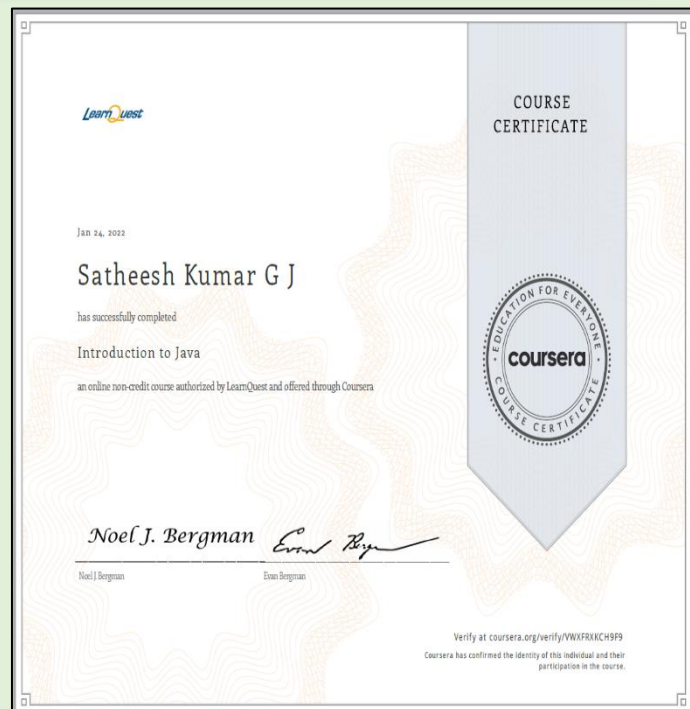 LearnQuest
COURSE
CERTIFICATE
Jan 24, 2022
Satheesh Kumar G J
has successfully completed
Introduction to Java
an online non-credit course authorized by LearnQuest and offered through Coursera
EDUCATION FOR EVERYONE
coursera
COURSE CERTIFICATE
Noel J. Bergman
Noel J. Bergman
Evan Bergman
Verify at coursera.org/verify/VWXFRXKCH9F9
Coursera has confirmed the identity of this individual and their
participation in the course.